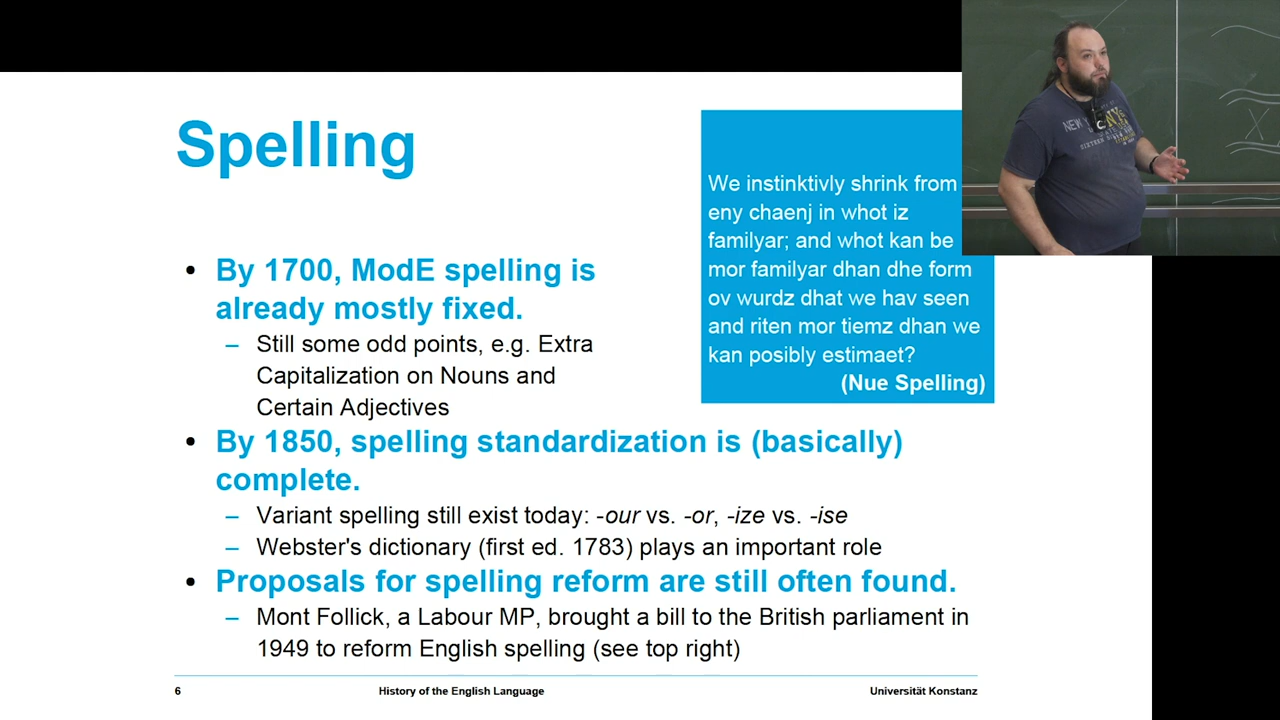 Spelling
We instinktivly shrink from
eny chaenj in whot iz
familyar; and whot kan be
mor familyar dhan dhe form
ov wurdz dhat we hav seen
and riten mor tiemz dhan we
kan posibly estimaet?
(Nue Spelling)
• By 1700, ModE spelling is
already mostly fixed.
– Still some odd points, e.g. Extra
Capitalization on Nouns and
Certain Adjectives
• By 1850, spelling standardization is (basically)
complete.
– Variant spelling still exist today: -our vs. -or, -ize vs. -ise
– Webster's dictionary (first ed. 1783) plays an important role
• Proposals for spelling reform are still often found.
– Mont Follick, a Labour MP, brought a bill to the British parliament in
1949 to reform English spelling (see top right)
6 History of the English Language Universität Konstanz